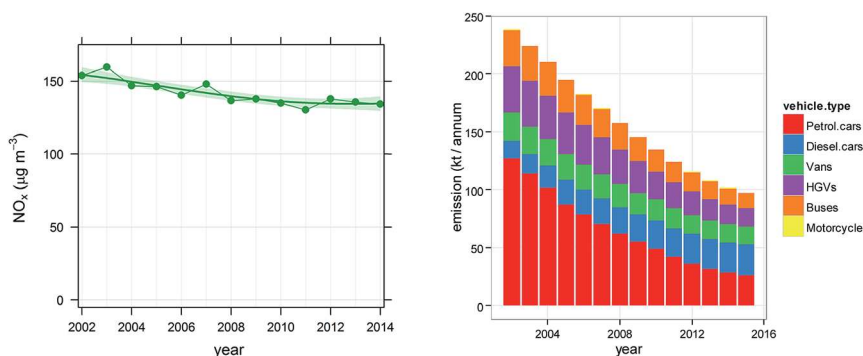 NOx (μg m−3)
150
100
50
0
2002 2004 2006 2008 2010 2012 2014
year
emission (kt / annum
250
200
150
100
50
0
2004 2008 2012 2016
year
vehicle.type
Petrol.cars
Diesel.cars
Vans
HGVs
Buses
Motorcycle